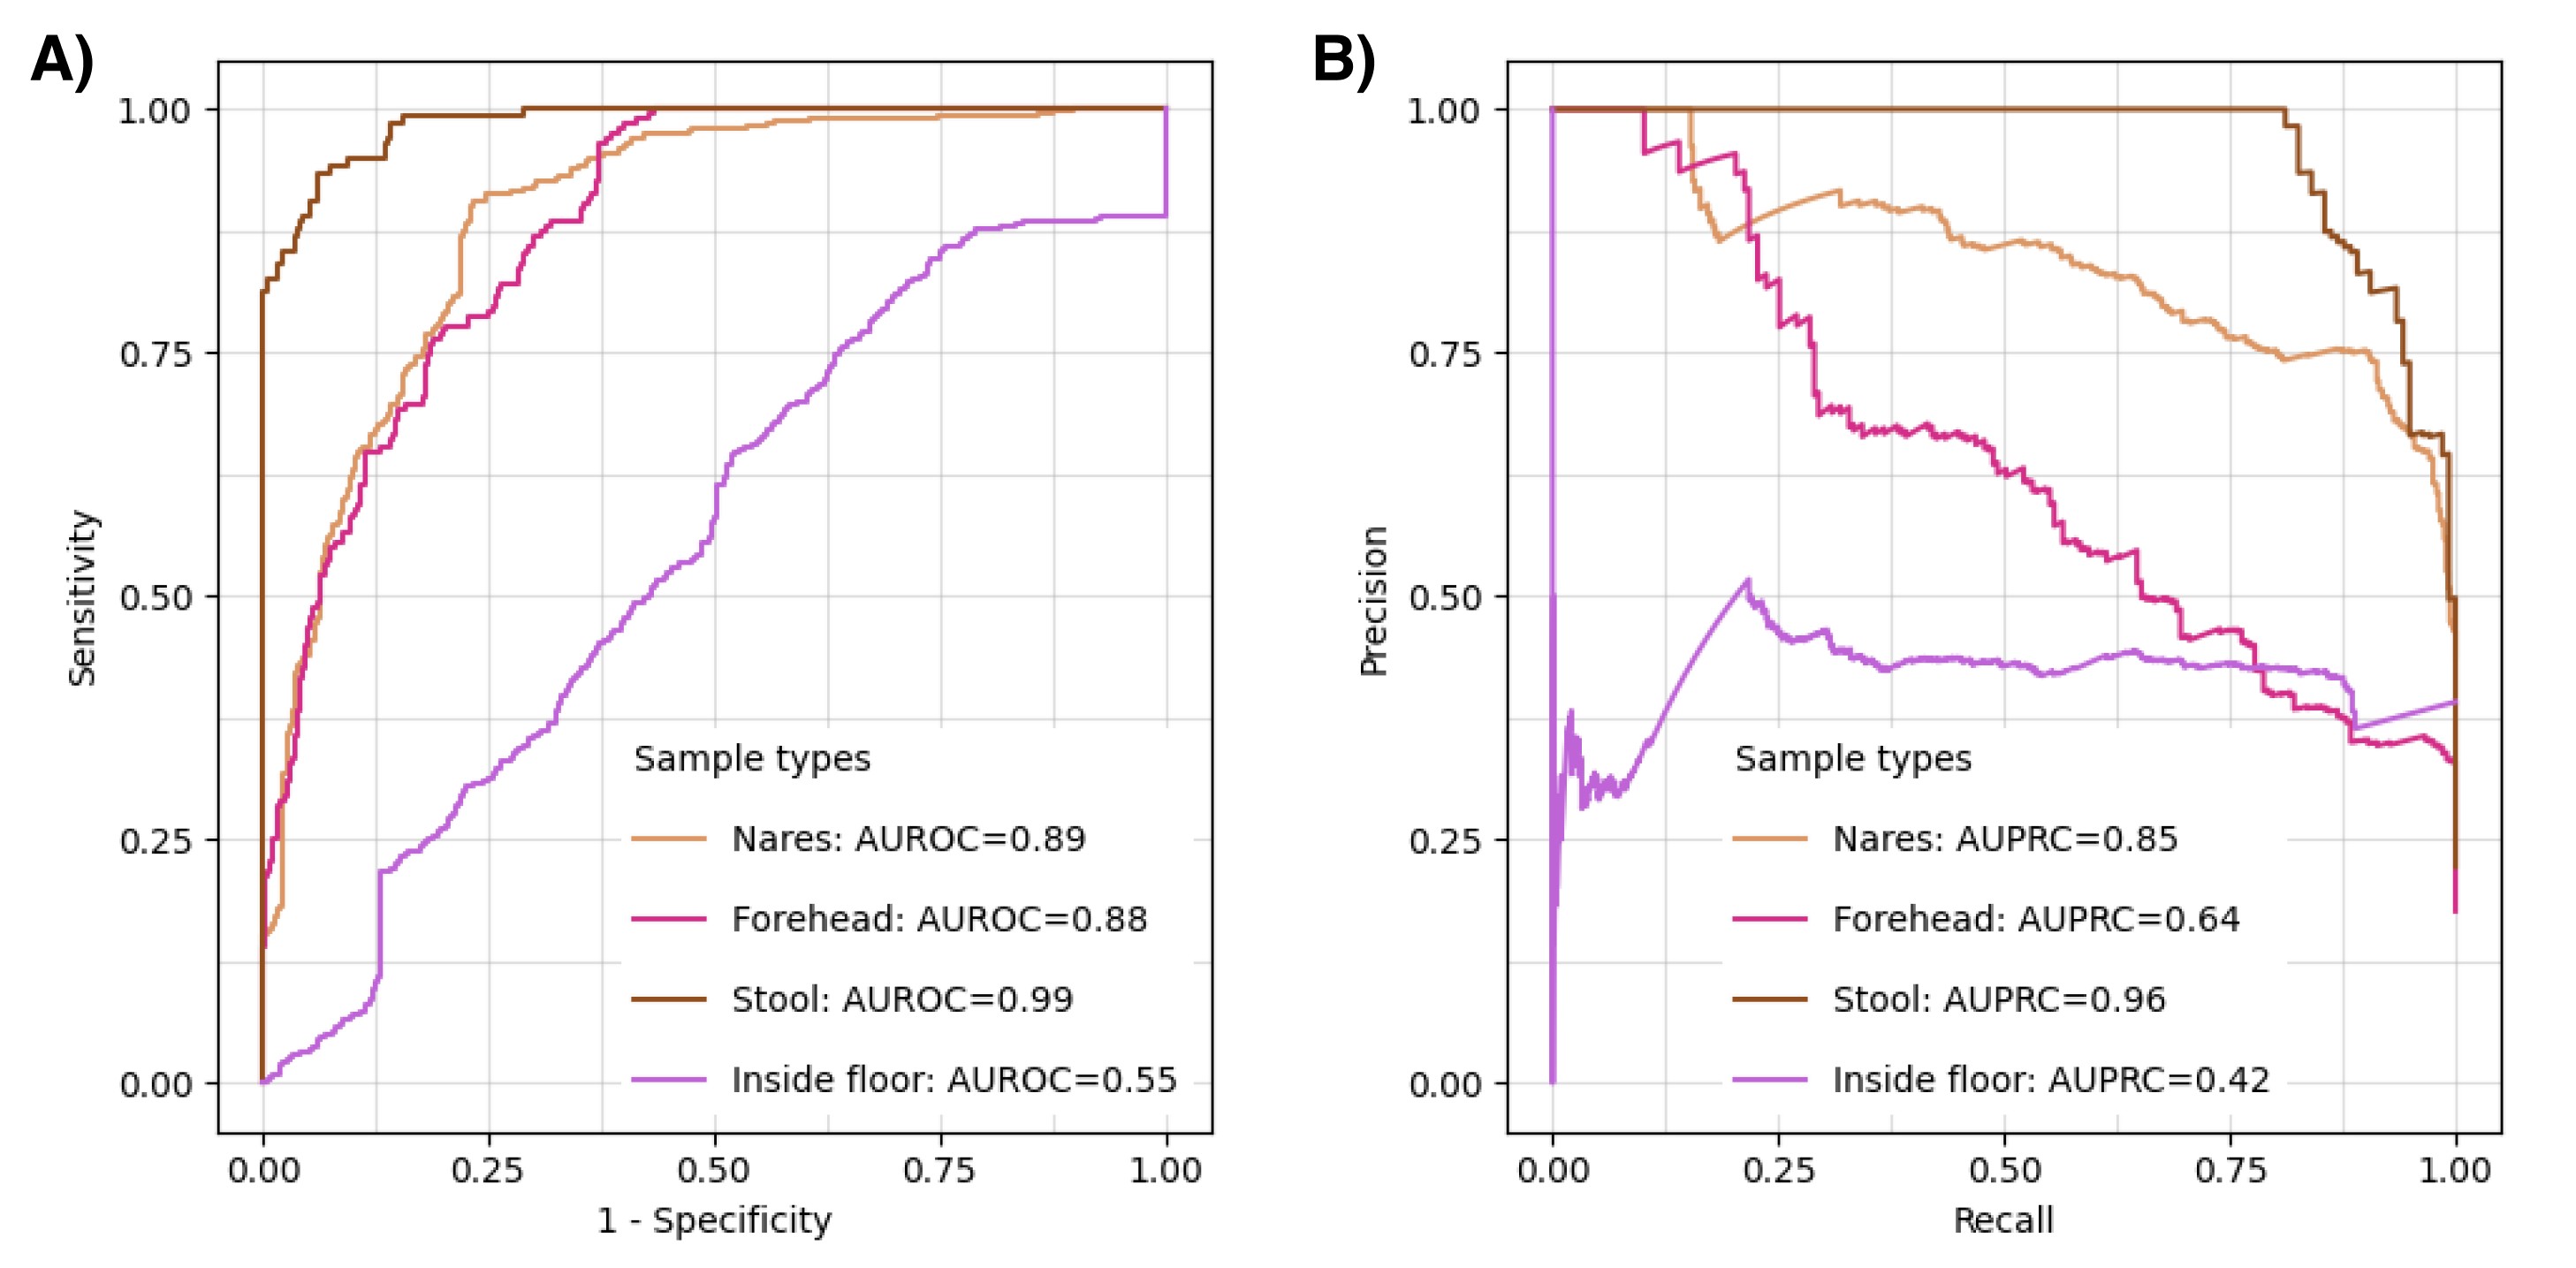 A)
1.00
0.75
0.50
0.25
0.00
Sensitivity
0.00 0.25 0.50 0.75 1.00
1 - Specificity
Sample types
Nares: AUROC=0.89
Forehead: AUROC=0.88
Stool: AUROC=0.99
Inside floor: AUROC=0.55
B)
1.00
0.75
0.50
0.25
0.00
Precision
0.00 0.25 0.50 0.75 1.00
Recall
Sample types
Nares: AUPRC=0.85
Forehead: AUPRC=0.64
Stool: AUPRC=0.96
Inside floor: AUPRC=0.42